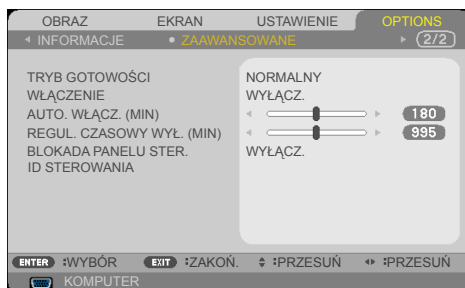 OBRAZ EKRAN USTAWIENIE OPTIONS
INFORMACJE ZAAWANSOWANE (2/2)
TRYB GOTOWOŚCI NORMALNY
WŁĄCZENIE WYŁĄCZ.
AUTO. WŁĄCZ. (MIN) 180
REGUL. CZASOWY WYŁ. (MIN) 995
BLOKADA PANELU STER. WYŁĄCZ.
ID STEROWANIA
ENTER :WYBÓR EXIT :ZAKOŃ. :PRZESUŃ :PRZESUŃ
KOMPUTER